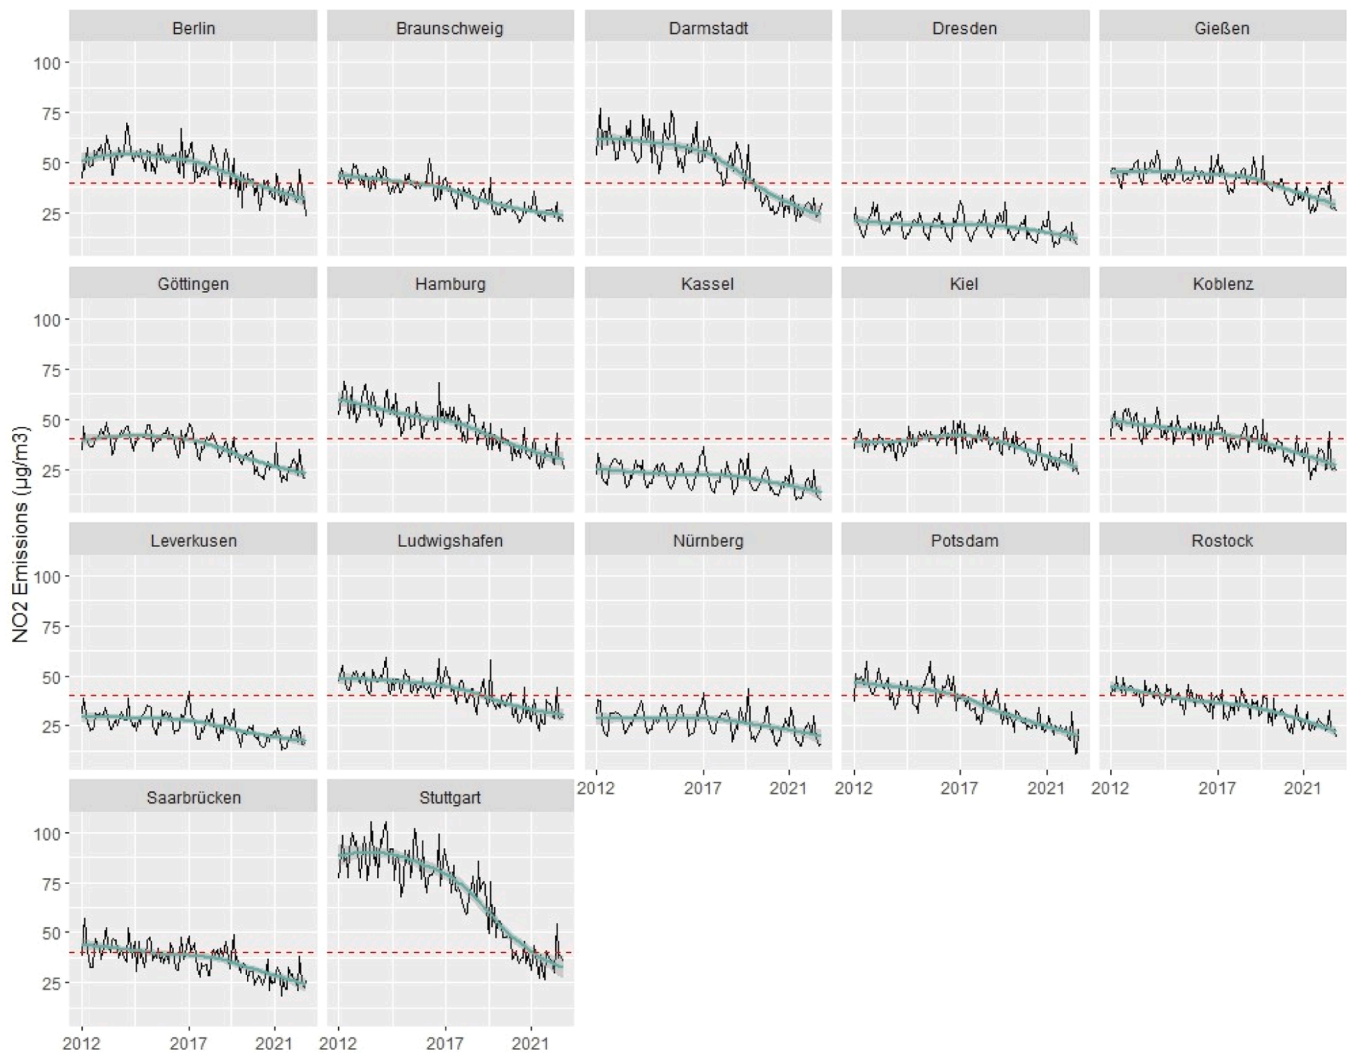 Berlin Braunschweig Darmstadt Dresden Gießen
100
75
50
25
Göttingen Hamburg Kassel Kiel Koblenz
100
75
50
25
NO2 Emissions (µg/m3)
Leverkusen Ludwigshafen Nürnberg Potsdam Rostock
100
75
50
25
2012 2017 2021 2012 2017 2021 2012 2017 2021
Saarbrücken Stuttgart
100
75
50
25
2012 2017 2021 2012 2017 2021